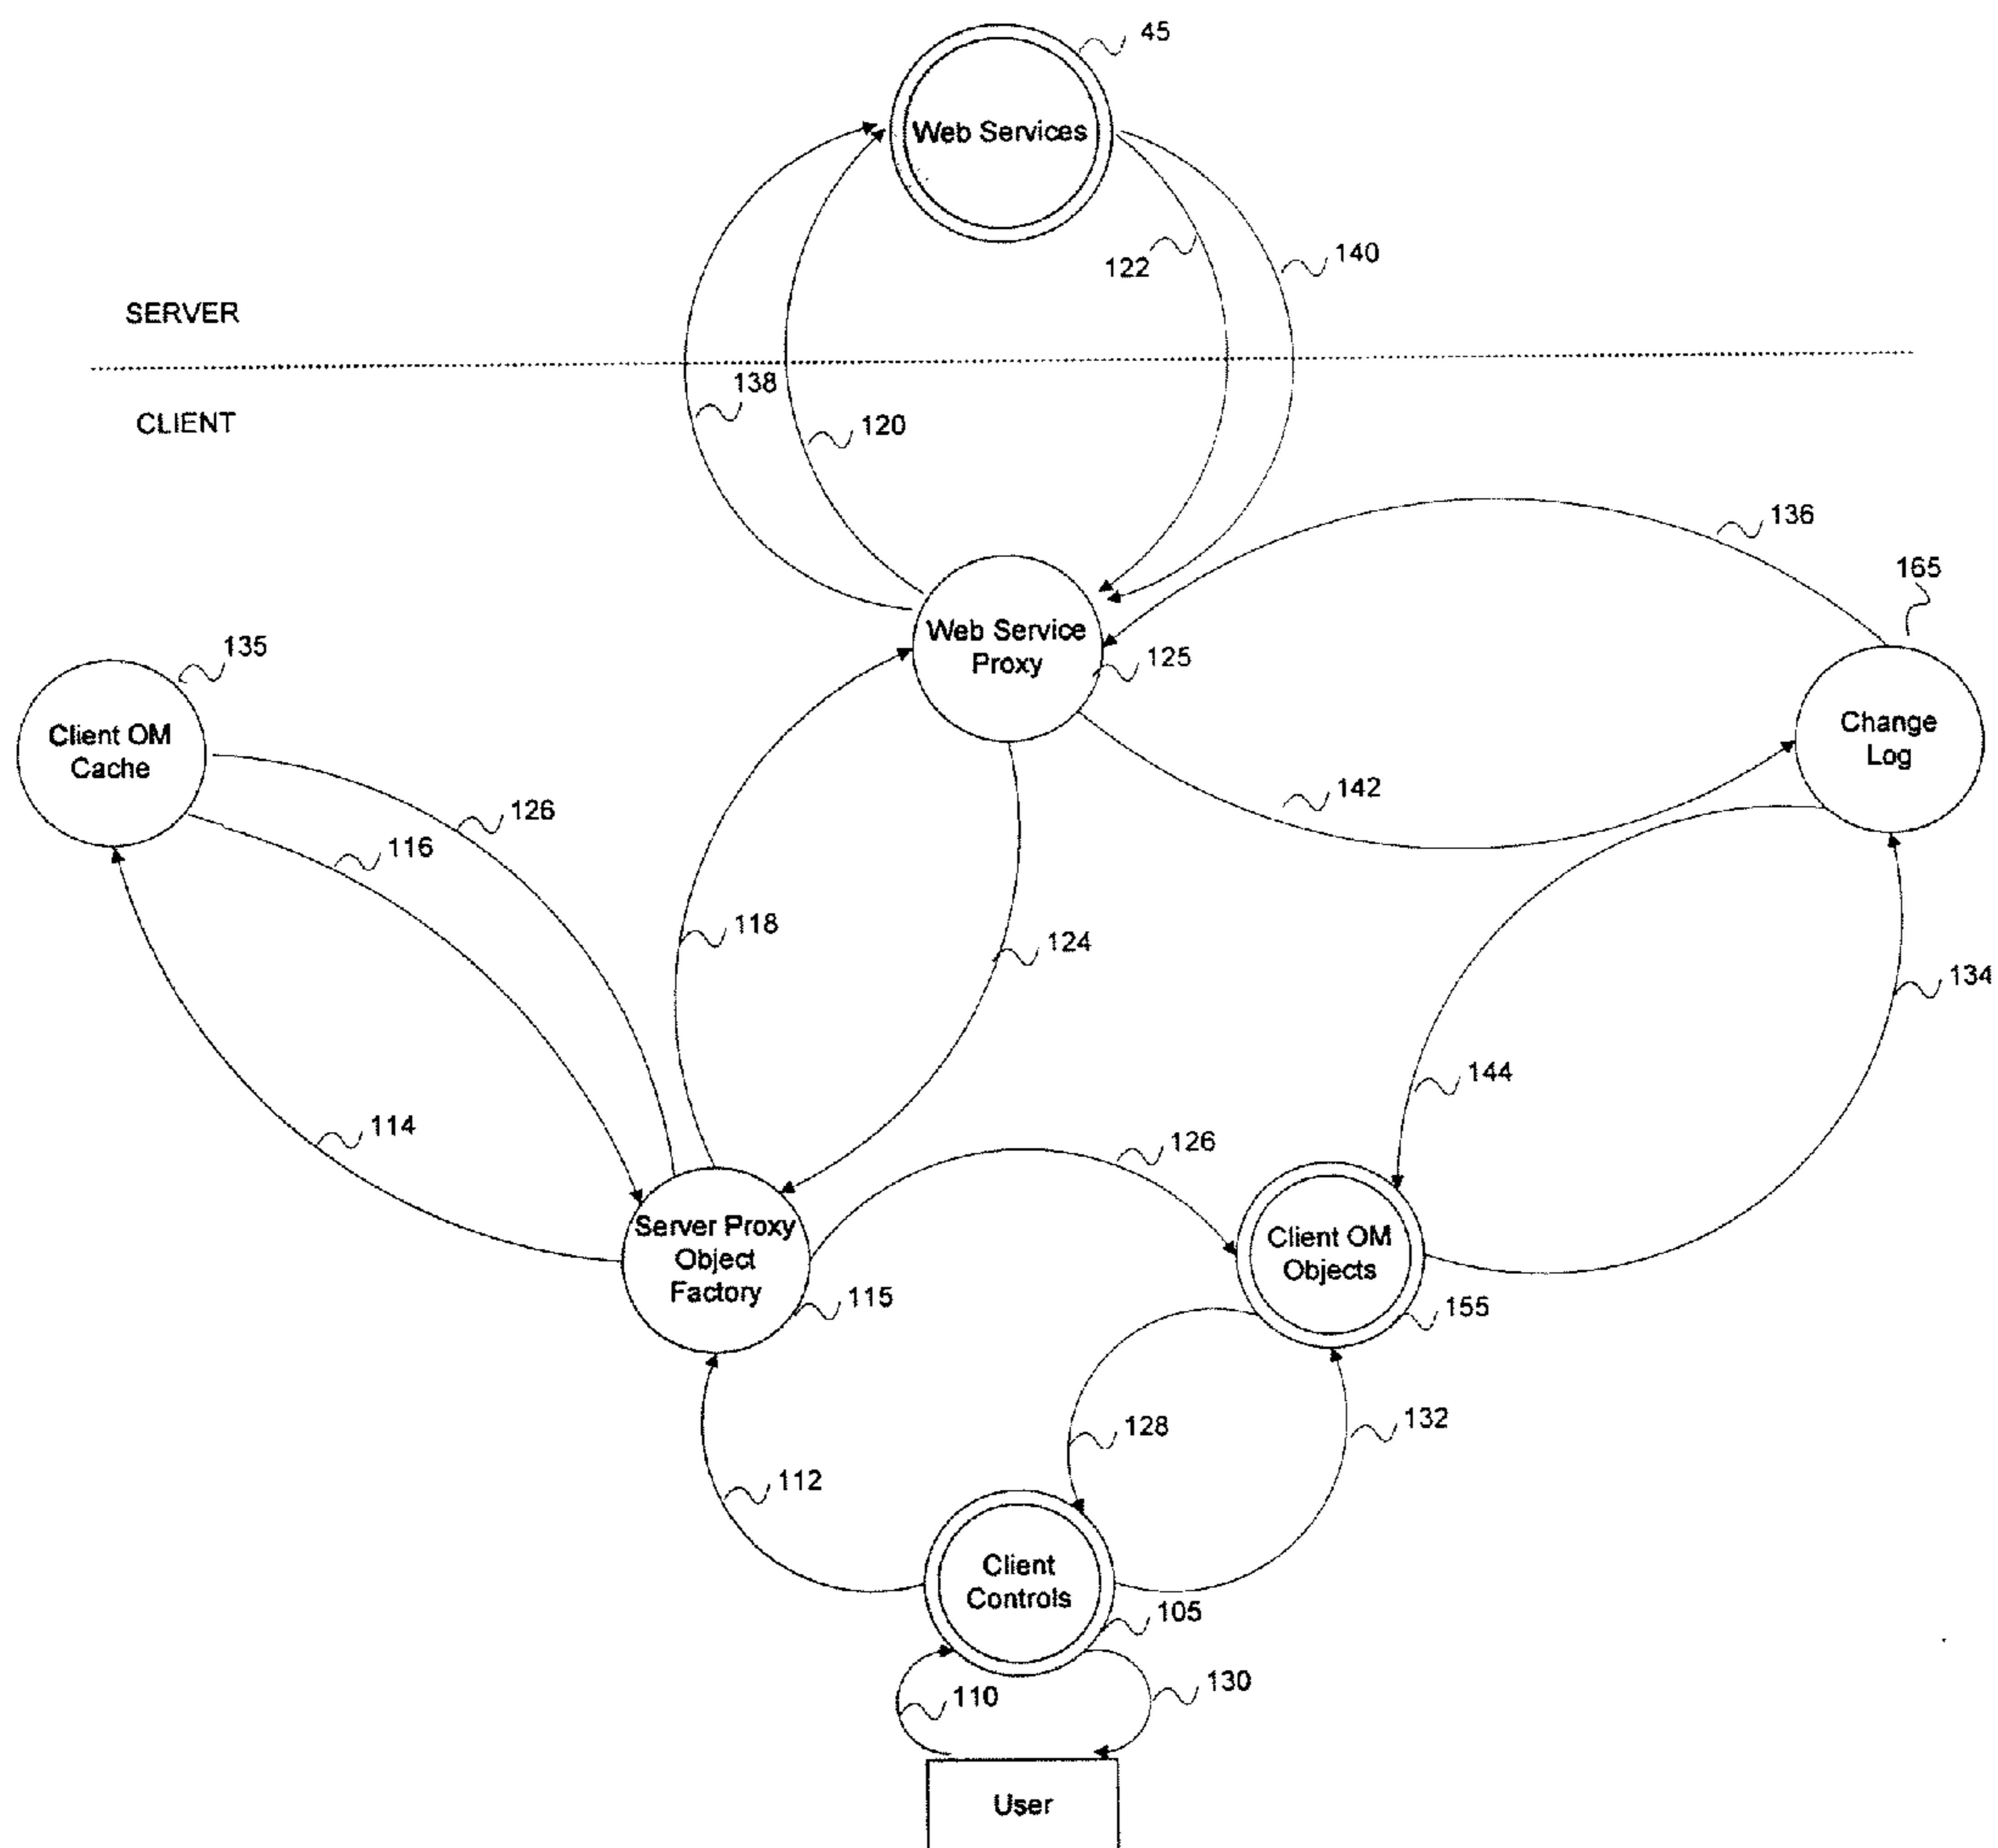 45
Web Services
122
140
SERVER
138
CLIENT
120
136
165
Web Service
Proxy
125
135
Client OM
Cache
Change
Log
142
126
116
118
124
134
144
114
126
Server Proxy
Object
Factory
115
Client OM
Objects
155
128
132
112
Client
Controls
105
110
130
User